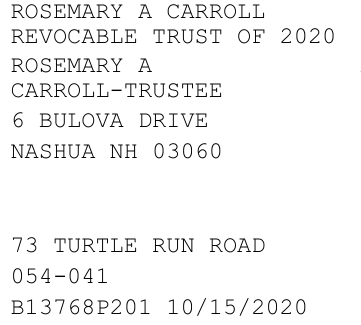 ROSEMARY A CARROLL
REVOCABLE TRUST OF 2020
ROSEMARY A
CARROLL-TRUSTEE
6 BULOVA DRIVE
NASHUA NH 03060
73 TURTLE RUN ROAD
054-041
B13768P201 10/15/2020